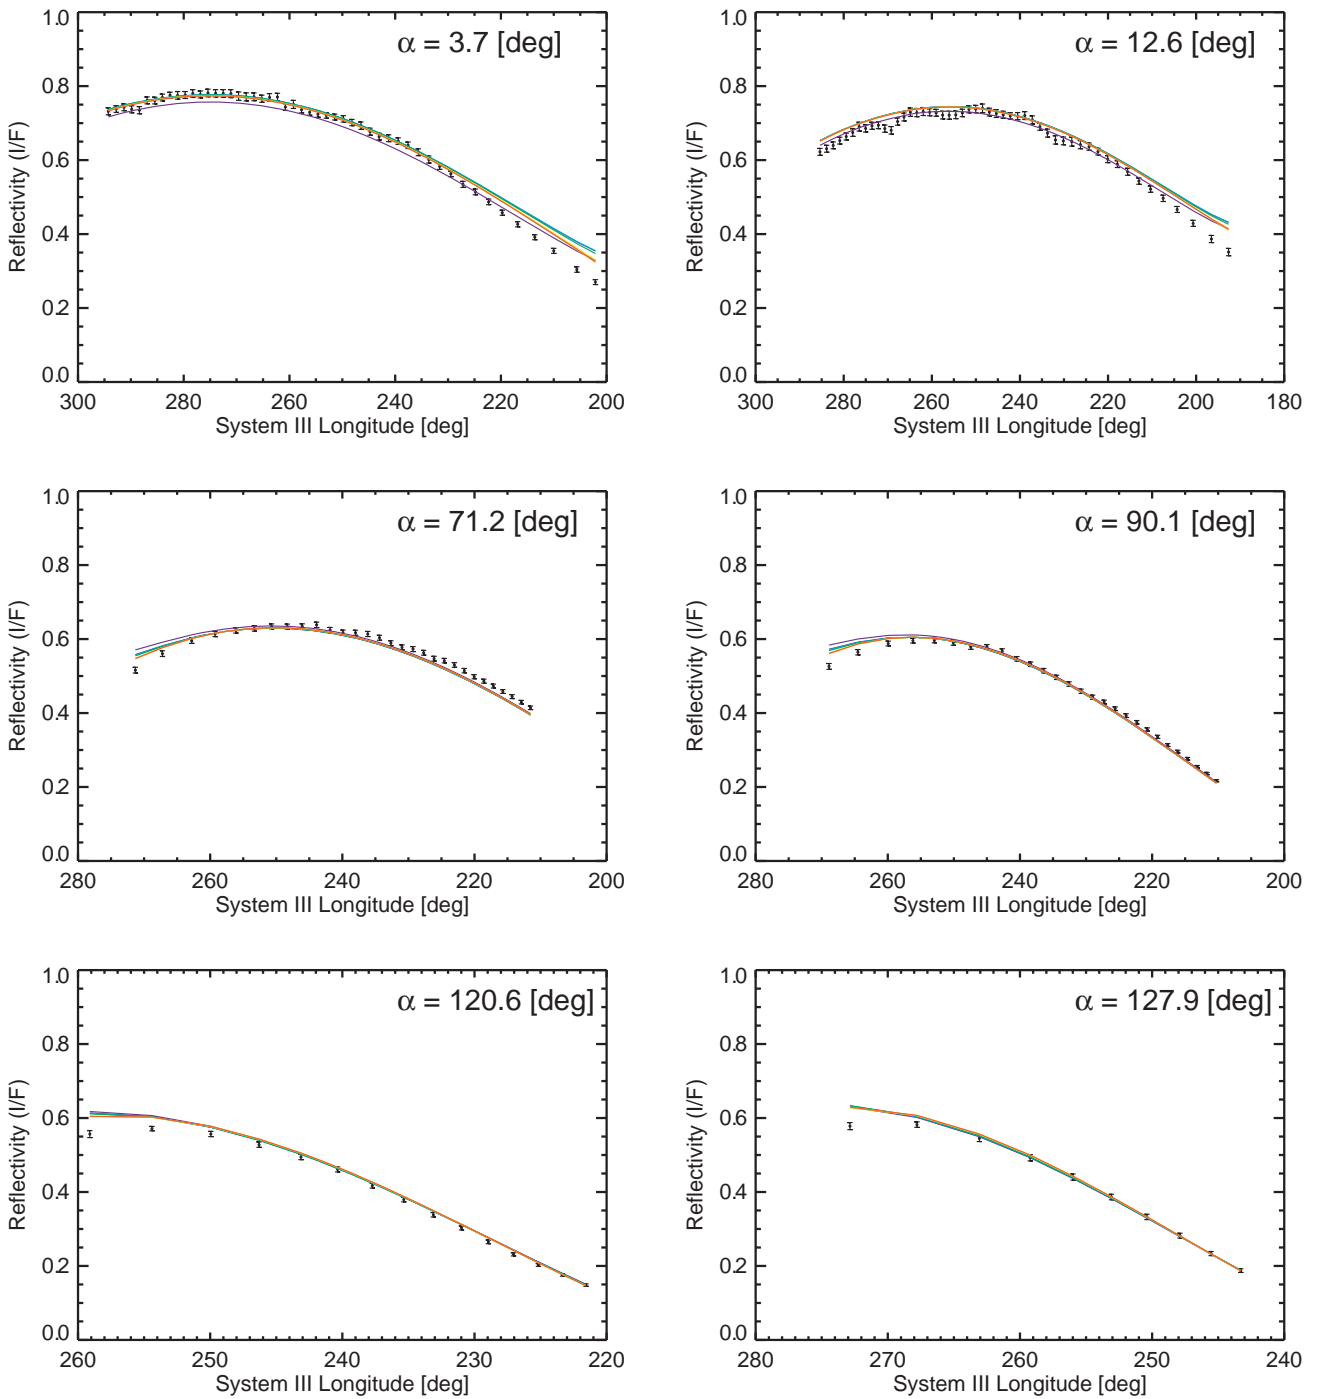 α = 3.7 [deg]
Reflectivity (I/F)
1.0
0.8
0.6
0.4
0.2
0.0
300 280 260 240 220 200
System III Longitude [deg]
α = 12.6 [deg]
Reflectivity (I/F)
1.0
0.8
0.6
0.4
0.2
0.0
300 280 260 240 220 200 180
System III Longitude [deg]
α = 71.2 [deg]
Reflectivity (I/F)
1.0
0.8
0.6
0.4
0.2
0.0
280 260 240 220 200
System III Longitude [deg]
α = 90.1 [deg]
Reflectivity (I/F)
1.0
0.8
0.6
0.4
0.2
0.0
280 260 240 220 200
System III Longitude [deg]
α = 120.6 [deg]
Reflectivity (I/F)
1.0
0.8
0.6
0.4
0.2
0.0
260 250 240 230 220
System III Longitude [deg]
α = 127.9 [deg]
Reflectivity (I/F)
1.0
0.8
0.6
0.4
0.2
0.0
280 270 260 250 240
System III Longitude [deg]